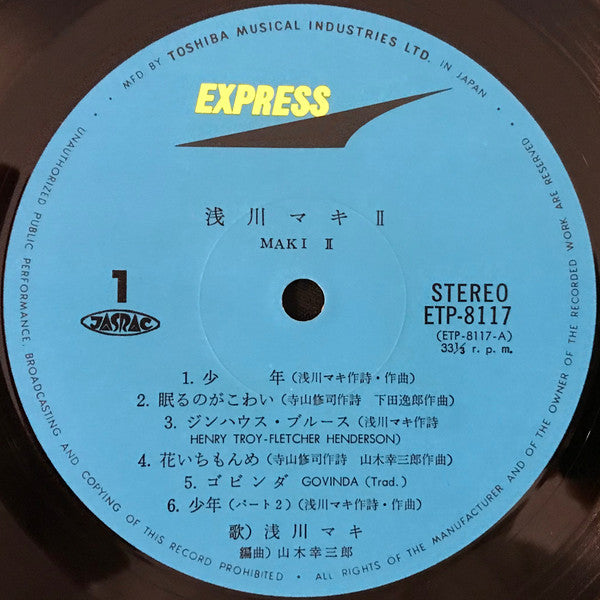 MFD BY TOSHIBA MUSICAL INDUSTRIES LTD. IN JAPAN
EXPRESS
浅川マキⅡ
MAKI Ⅱ
1
JASRAC
STEREO
ETP-8117
(ETP-8117-A)
33⅓ r. p. m.
1. 少 年 (浅川マキ作詩・作曲)
2. 眠るのがこわい (寺山修司作詩 下田逸郎作曲)
3. ジンハウス・ブルース (浅川マキ作詩
HENRY TROY-FLETCHER HENDERSON)
4. 花いちもんめ (寺山修司作詩 山木幸三郎作曲)
5. ゴビンダ GOVINDA (Trad.)
6. 少年 (パート2) (浅川マキ作詩・作曲)
歌) 浅川マキ
編曲) 山木幸三郎
UNAUTHORIZED PUBLIC PERFORMANCE, BROADCASTING AND COPYING OF THIS RECORD PROHIBITED • ALL RIGHTS OF THE MANUFACTURER AND OF THE OWNER OF THE RECORDED WORK ARE RESERVED